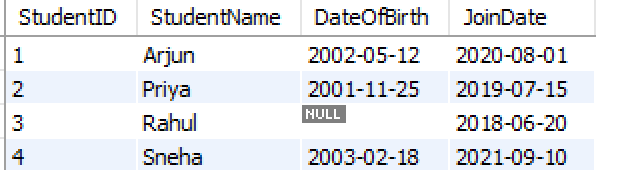 StudentID StudentName DateOfBirth JoinDate
1 Arjun 2002-05-12 2020-08-01
2 Priya 2001-11-25 2019-07-15
3 Rahul NULL 2018-06-20
4 Sneha 2003-02-18 2021-09-10